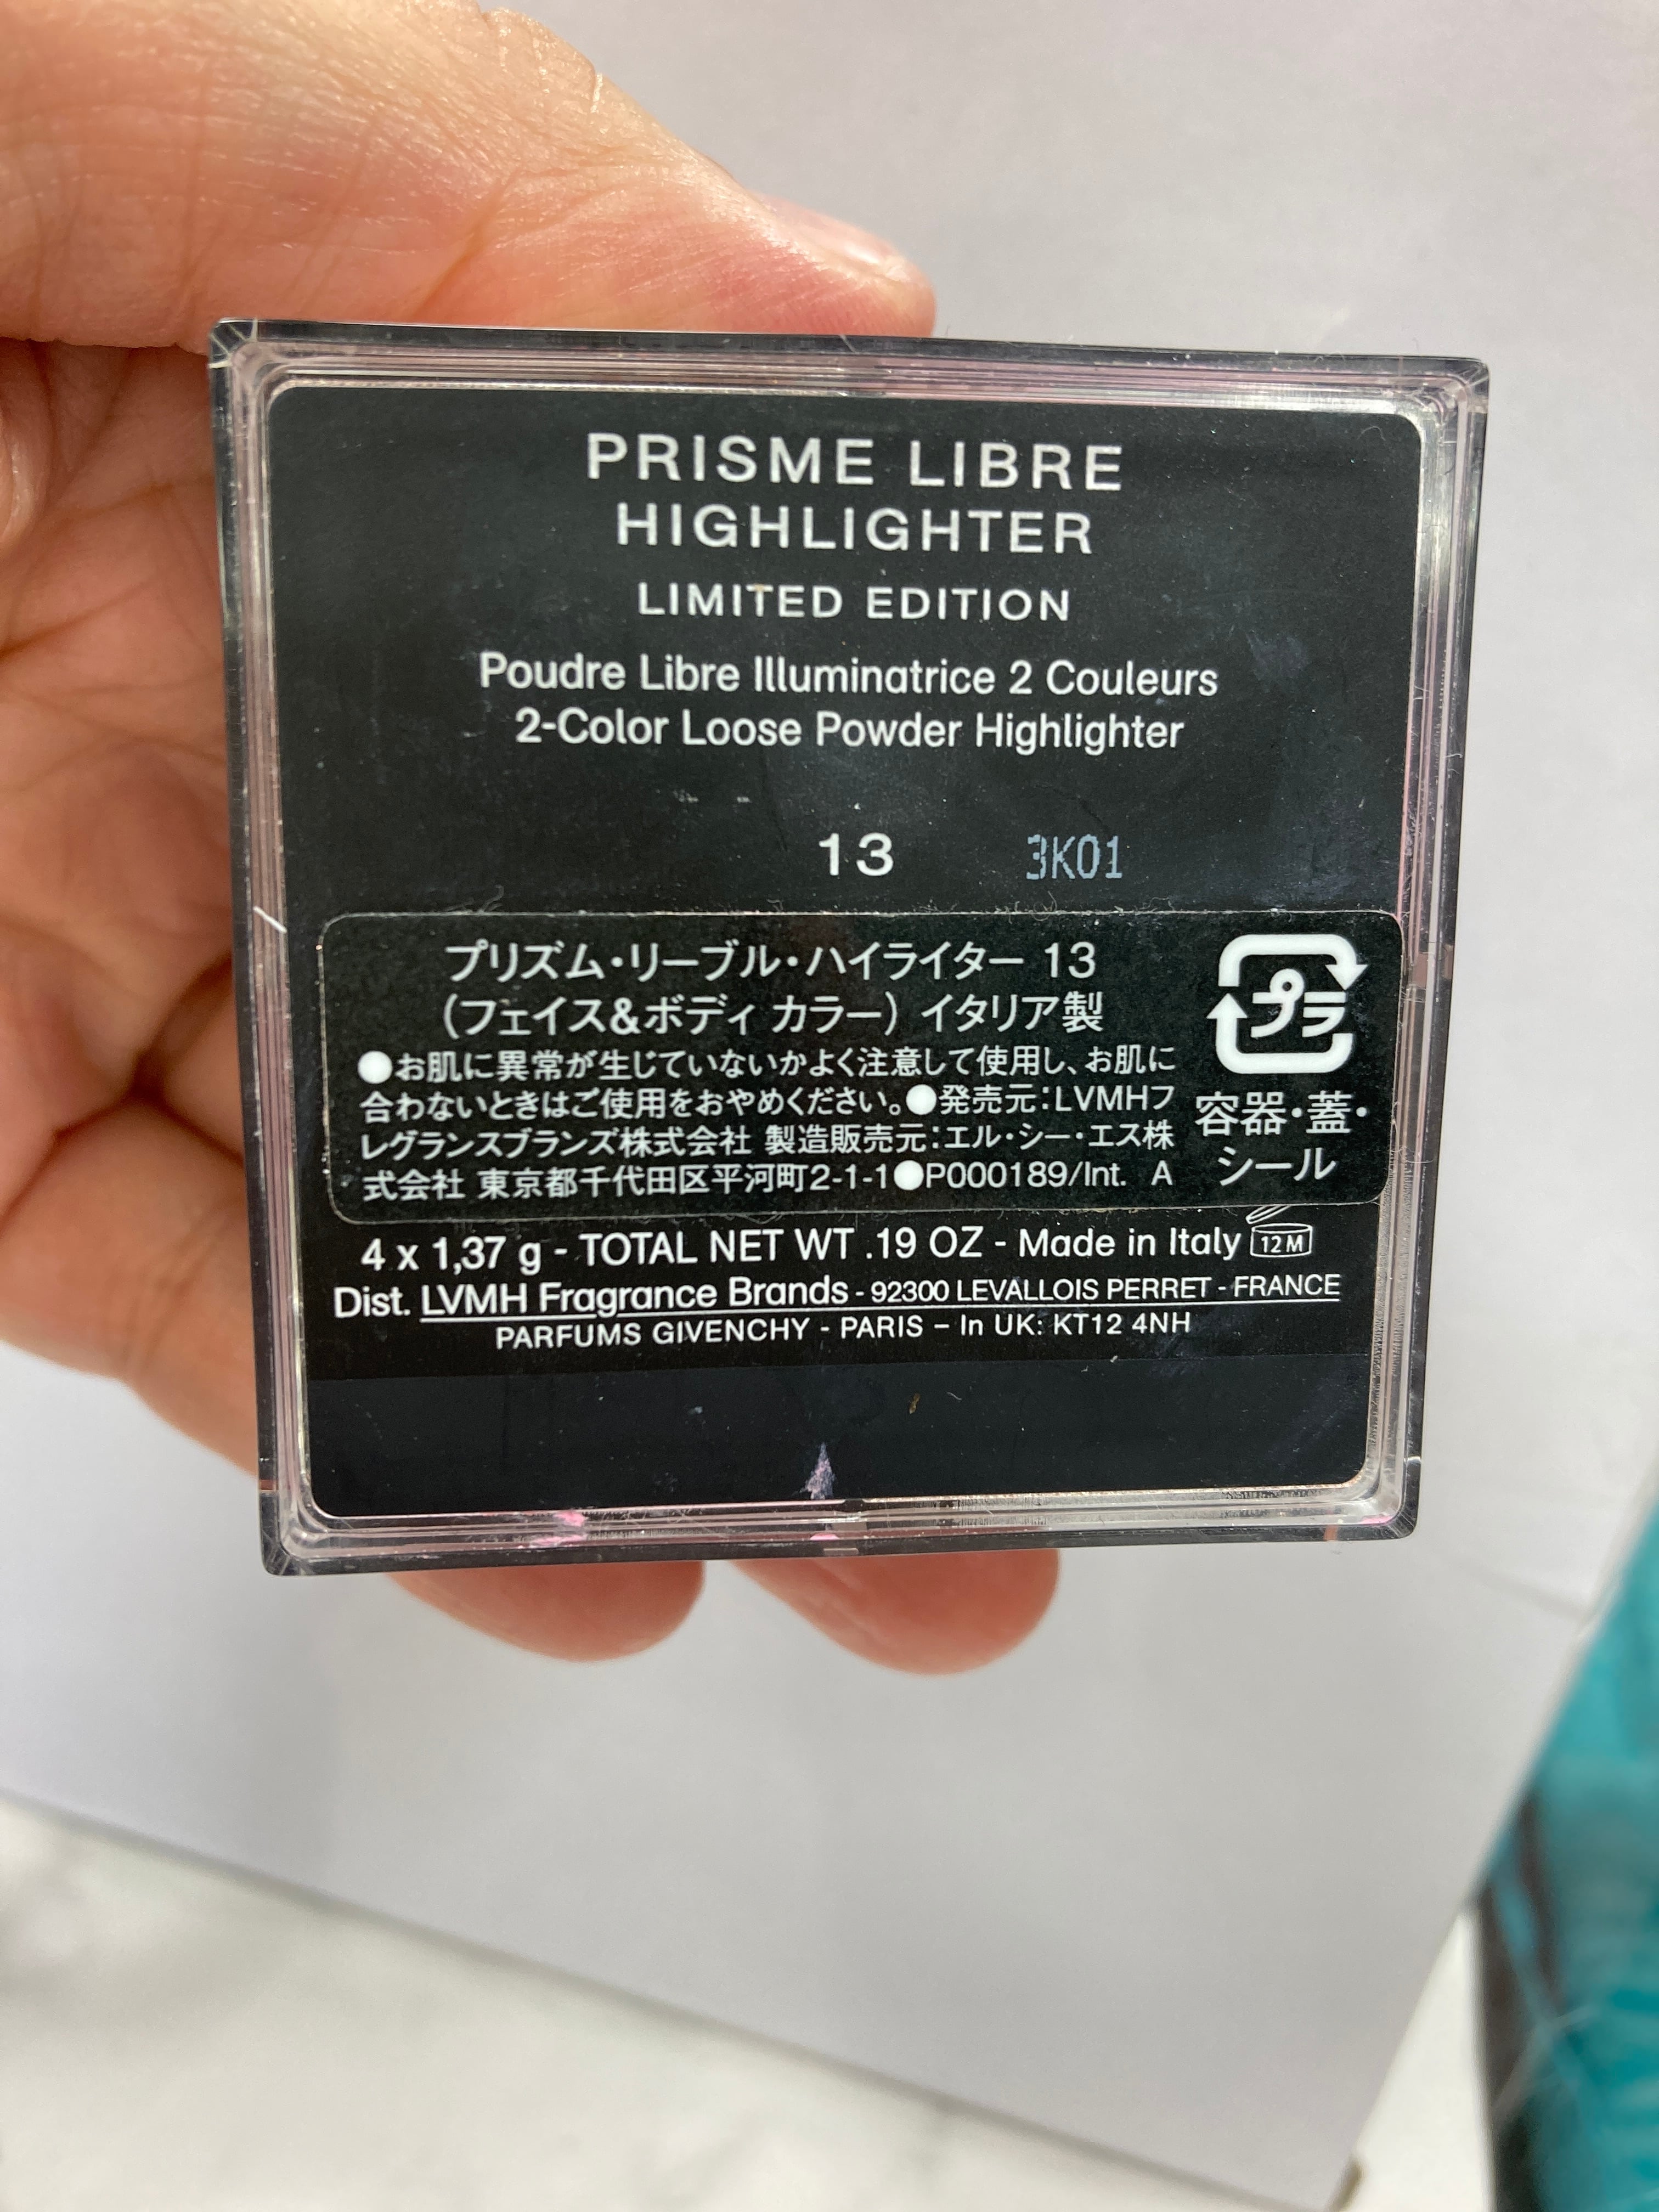 PRISME LIBRE
HIGHLIGHTER
LIMITED EDITION
Poudre Libre Illuminatrice 2 Couleurs
2-Color Loose Powder Highlighter
13 3K01
プリズム・リーブル・ハイライター 13
(フェイス&ボディ カラー) イタリア製
●お肌に異常が生じていないかよく注意して使用し、お肌に
合わないときはご使用をおやめください。●発売元:LVMHフ
レグランスブランズ株式会社 製造販売元:エル・シー・エス株
式会社 東京都千代田区平河町2-1-1●P000189/Int. A
プラ
容器・蓋・
シール
4 x 1,37 g - TOTAL NET WT .19 OZ - Made in Italy 12M
Dist. LVMH Fragrance Brands - 92300 LEVALLOIS PERRET - FRANCE
PARFUMS GIVENCHY - PARIS – In UK: KT12 4NH